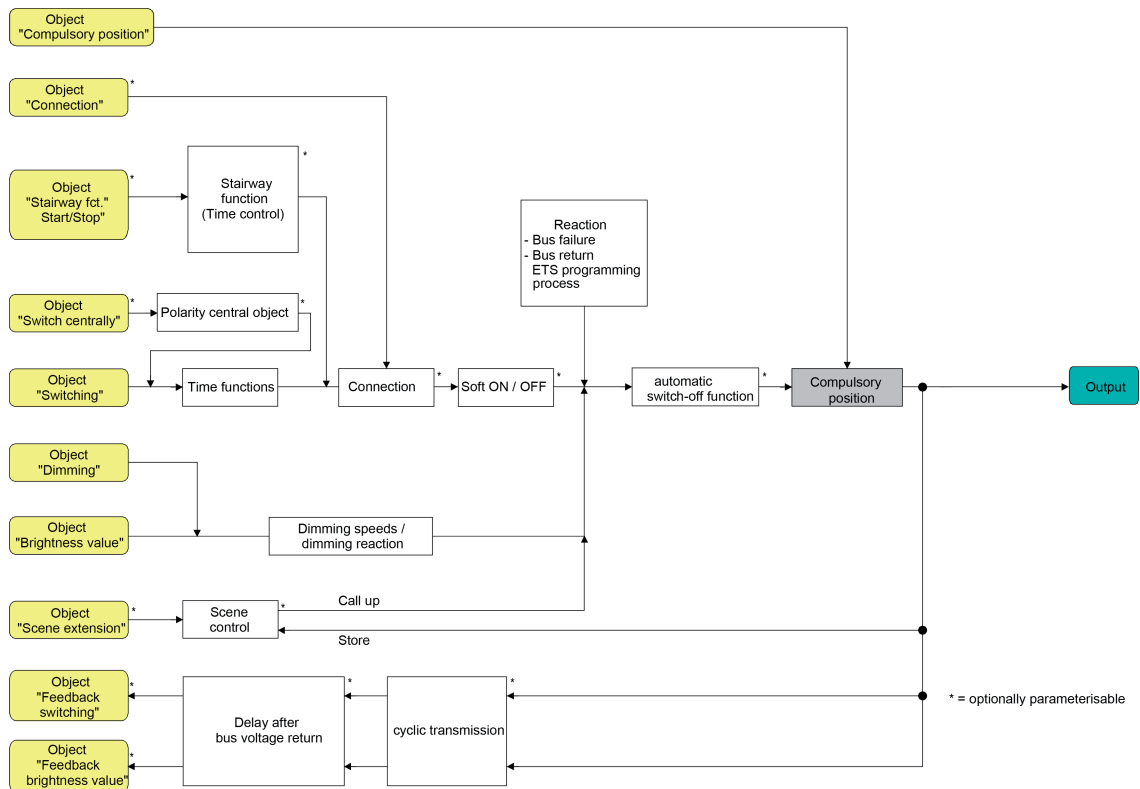 Object
"Compulsory position"
Object
"Connection"
*
Object
"Stairway fct."
Start/Stop"
*
Stairway
function
(Time control)
*
Reaction
- Bus failure
- Bus return
ETS programming
process
Object
"Switch centrally"
*
Polarity central object
*
Object
"Switching"
Time functions
Connection
*
Soft ON / OFF
*
automatic
switch-off function
*
Compulsory
position
Output
Object
"Dimming"
Object
"Brightness value"
Dimming speeds /
dimming reaction
Object
"Scene extension"
*
Scene
control
*
Call up
Store
Object
"Feedback
switching"
*
Delay after
bus voltage return
*
cyclic transmission
*
* = optionally parameterisable
Object
"Feedback
brightness value"
*